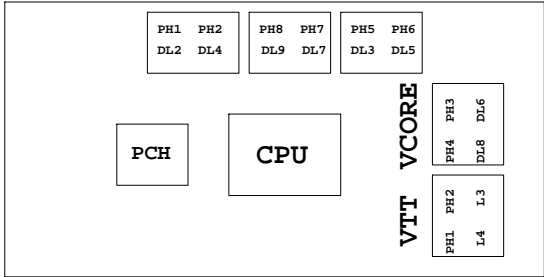 PH1 PH2
DL2 DL4
PH8 PH7
DL9 DL7
PH5 PH6
DL3 DL5
PCH
CPU
VCORE
PH3 DL6
PH4 DL8
VTT
PH2 L3
PH1 L4